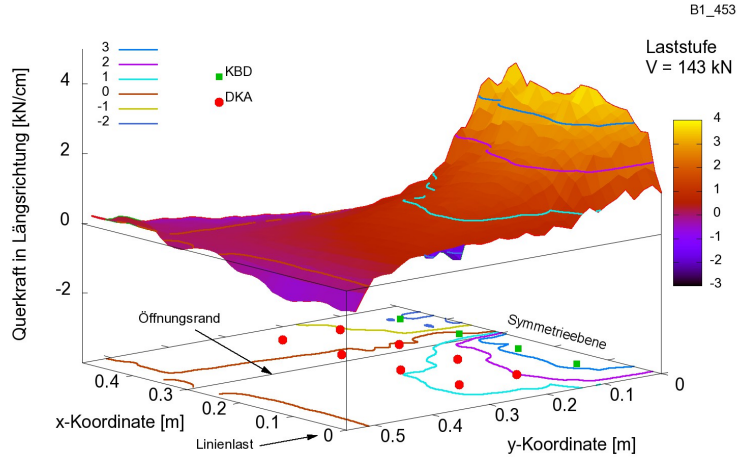 B1_453
Laststufe
V = 143 kN
3
2
1
0
-1
-2
KBD
DKA
4
2
0
-2
Querkraft in Längsrichtung [kN/cm]
4
3
2
1
0
-1
-2
-3
Öffnungsrand
Symmetrieebene
0.4
0.3
0.2
0.1
0
x-Koordinate [m]
Linienlast
0.5
0.4
0.3
0.2
0.1
0
y-Koordinate [m]